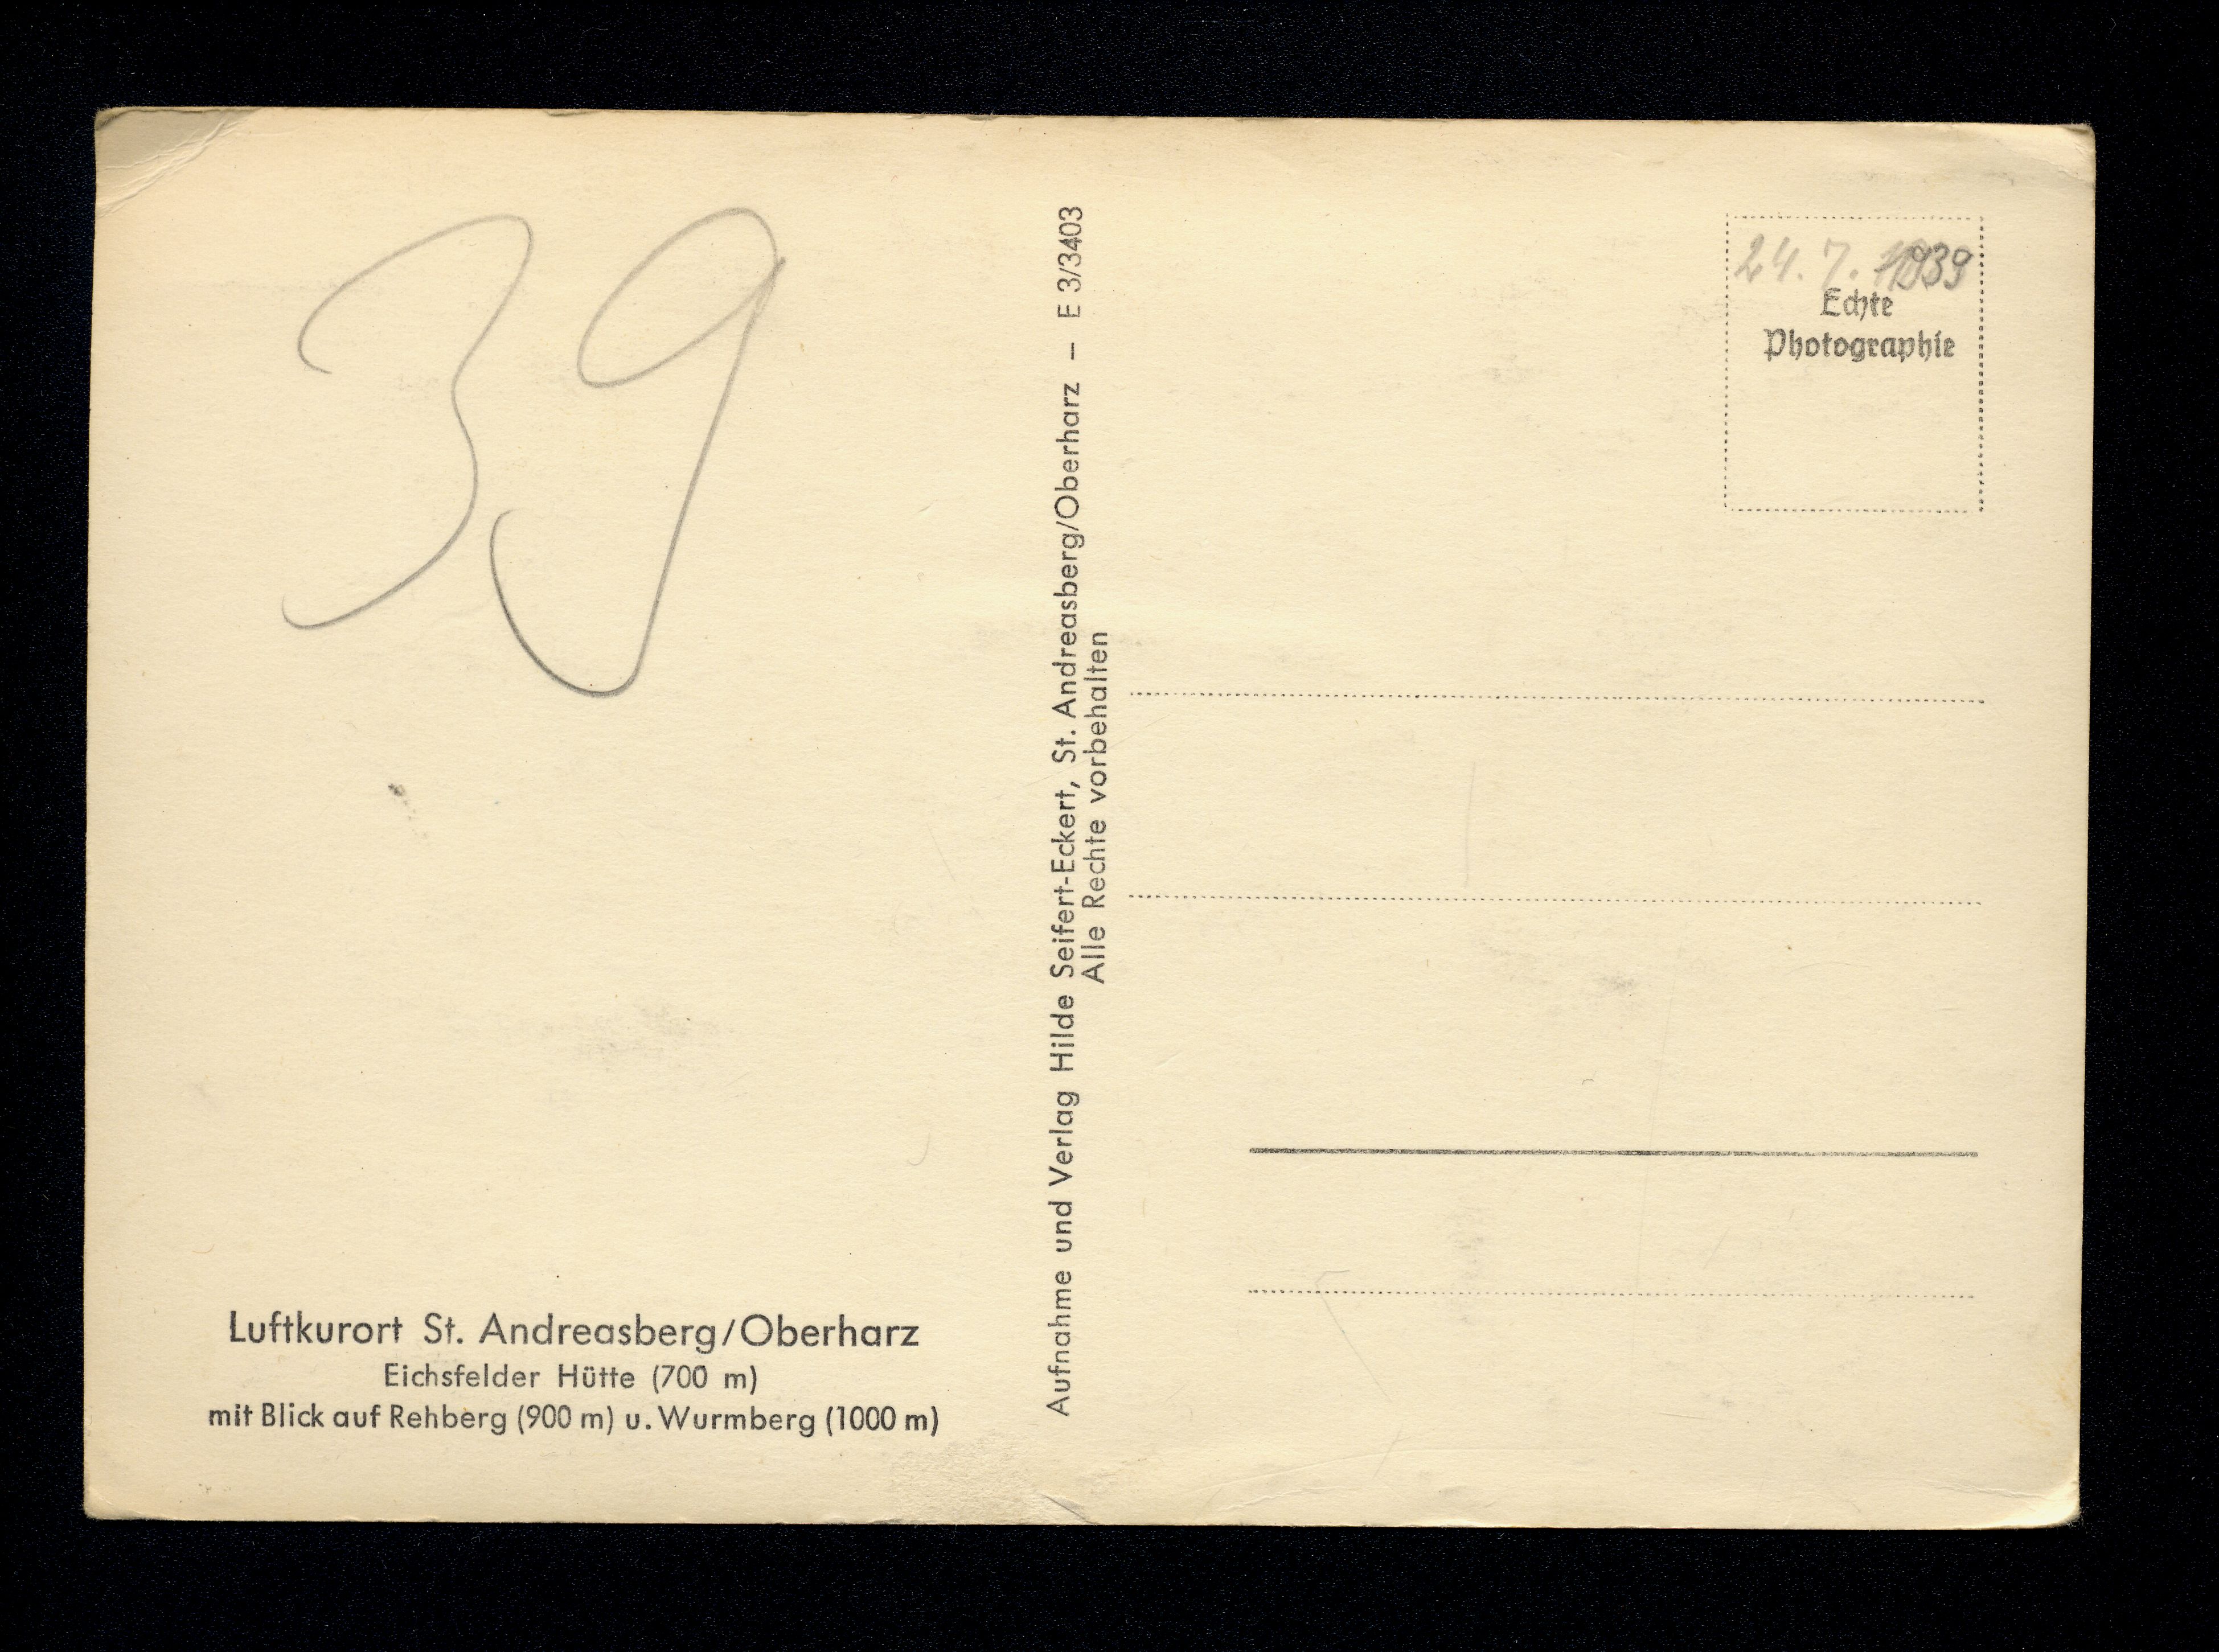 39
24. 7. 1939
Echte
Photographie
Aufnahme und Verlag Hilde Seifert-Eckert, St. Andreasberg/Oberharz – E 3/3403
Alle Rechte vorbehalten
Luftkurort St. Andreasberg/Oberharz
Eichsfelder Hütte (700 m)
mit Blick auf Rehberg (900 m) u. Wurmberg (1000 m)